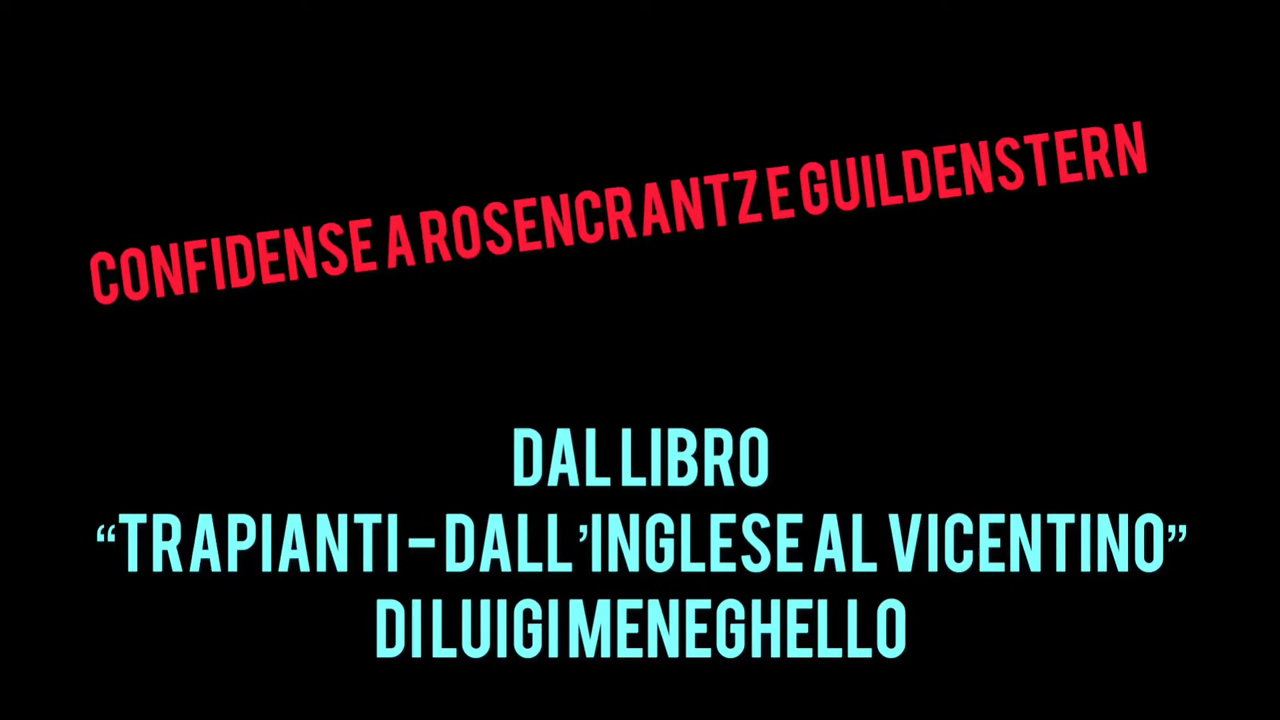 CONFIDENSE A ROSENCRANTZ E GUILDENSTERN
DAL LIBRO
“TRAPIANTI – DALL’INGLESE AL VICENTINO”
DI LUIGI MENEGHELLO